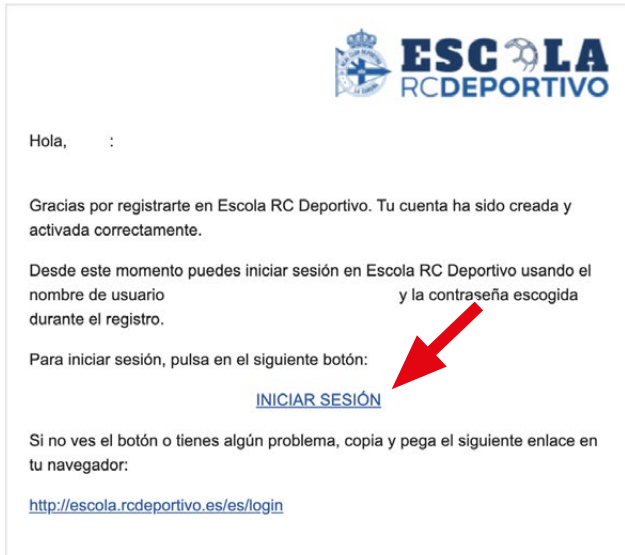 ESCOLA
RCDEPORTIVO
Hola, :
Gracias por registrarte en Escola RC Deportivo. Tu cuenta ha sido creada y
activada correctamente.
Desde este momento puedes iniciar sesión en Escola RC Deportivo usando el
nombre de usuario y la contraseña escogida
durante el registro.
Para iniciar sesión, pulsa en el siguiente botón:
INICIAR SESIÓN
Si no ves el botón o tienes algún problema, copia y pega el siguiente enlace en
tu navegador:
http://escola.rcdeportivo.es/es/login